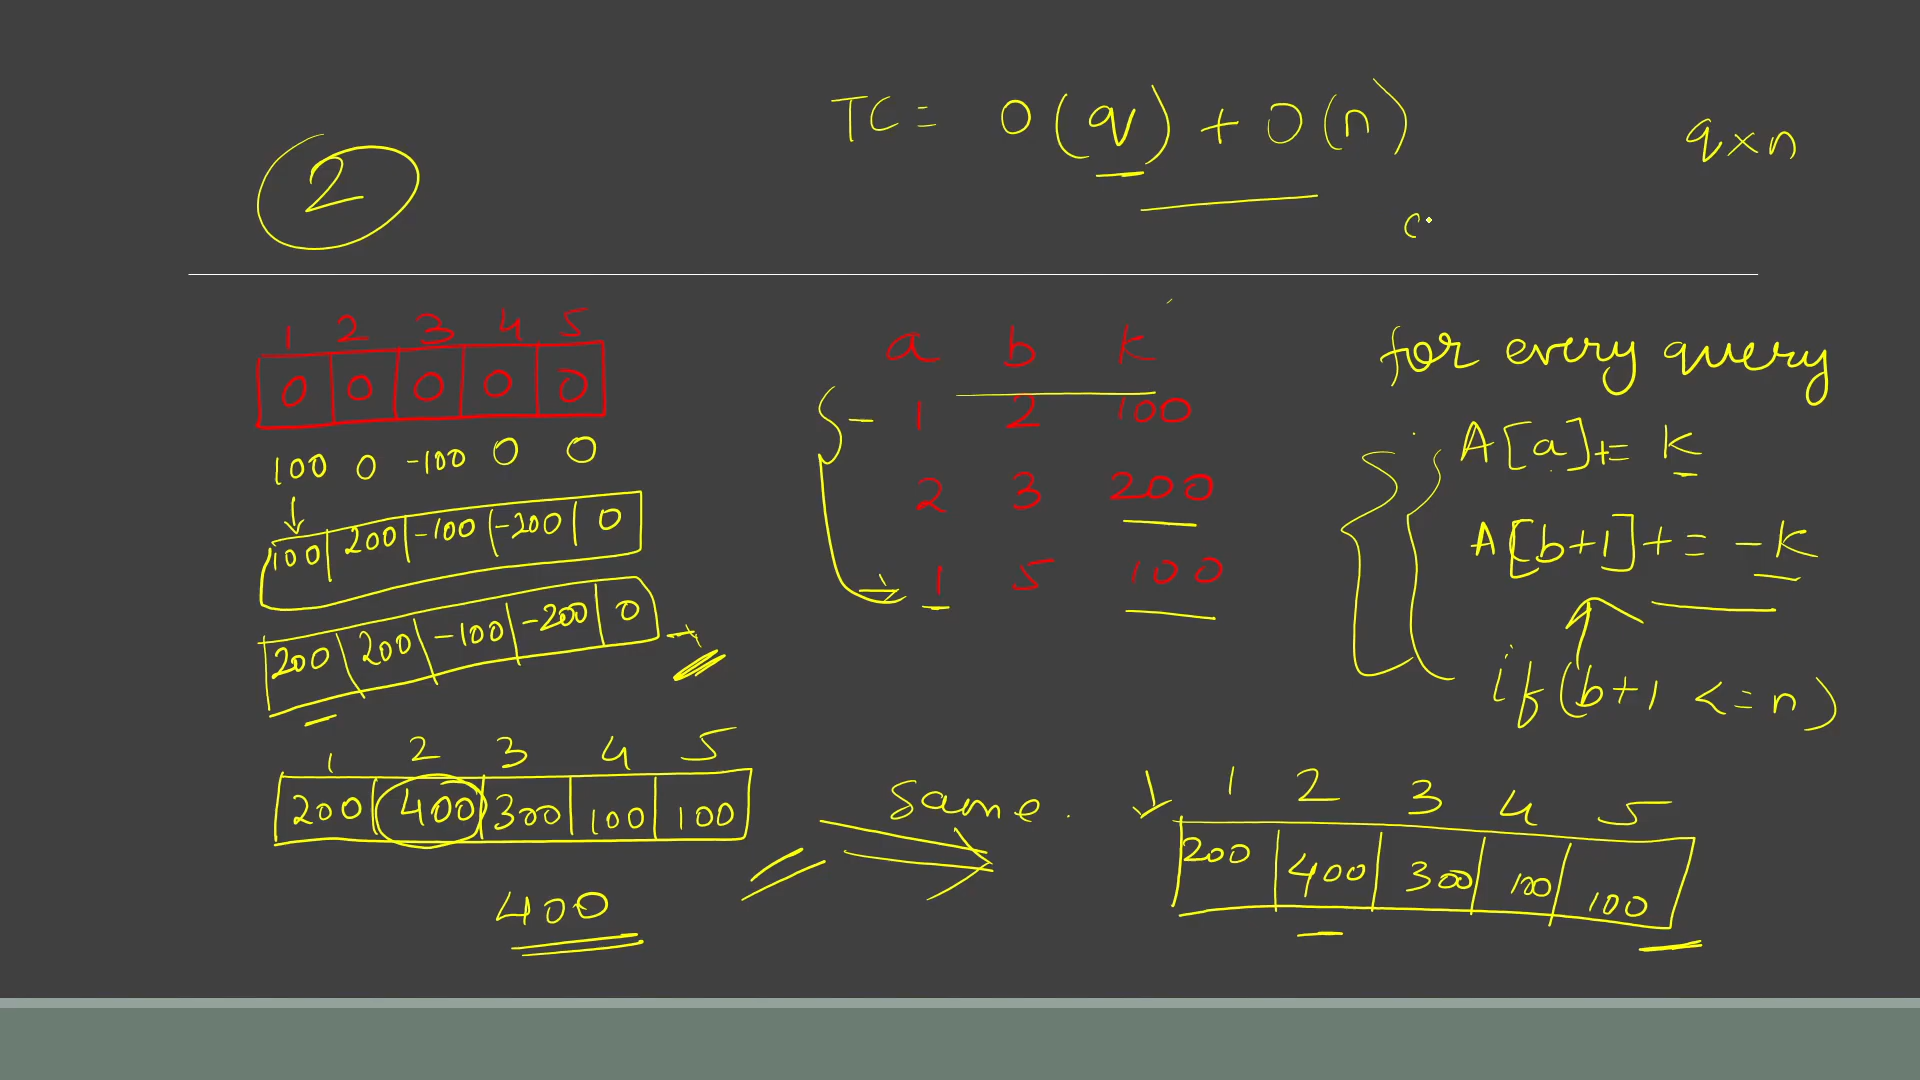 TC = O(q) + O(n)
q×n
2
1 2 3 4 5
0 0 0 0 0
100 0 -100 0 0
100 200 -100 -200 0
200 200 -100 -200 0
1 2 3 4 5
200 400 300 100 100
400
a b k
1 2 100
2 3 200
1 5 100
same.
for every query
A[a]+= k
A[b+1]+= -k
if(b+1 <=n)
1 2 3 4 5
200 400 300 100 100